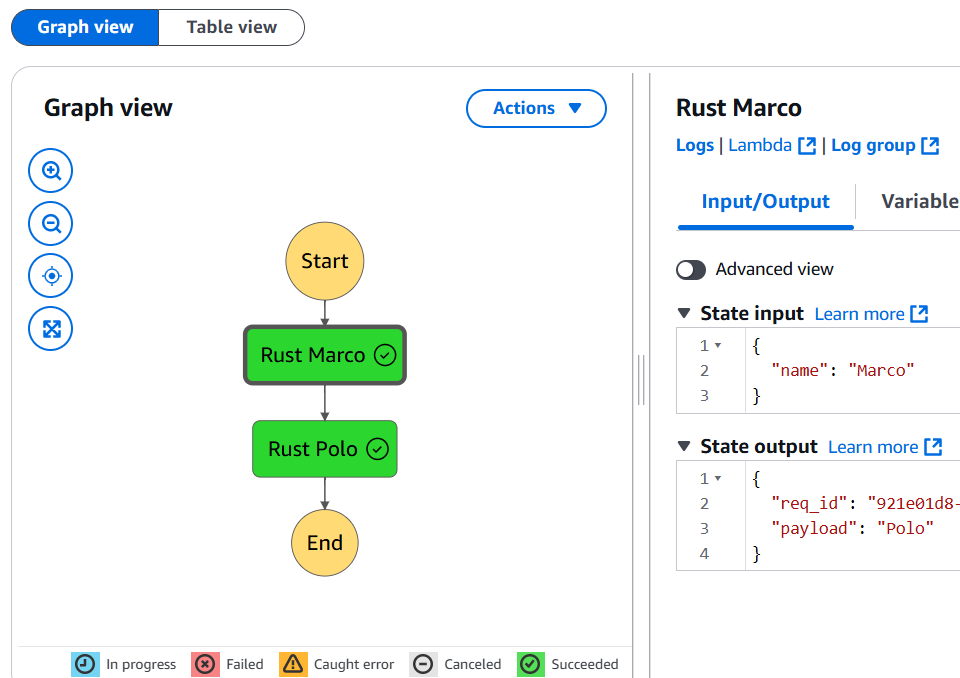 Graph view Table view
Graph view
Actions
Start
Rust Marco
Rust Polo
End
In progress Failed Caught error Canceled Succeeded
Rust Marco
Logs | Lambda | Log group
Input/Output Variable
Advanced view
State input Learn more
1 {
2 "name": "Marco"
3 }
State output Learn more
1 {
2 "req_id": "921e01d8-
3 "payload": "Polo"
4 }